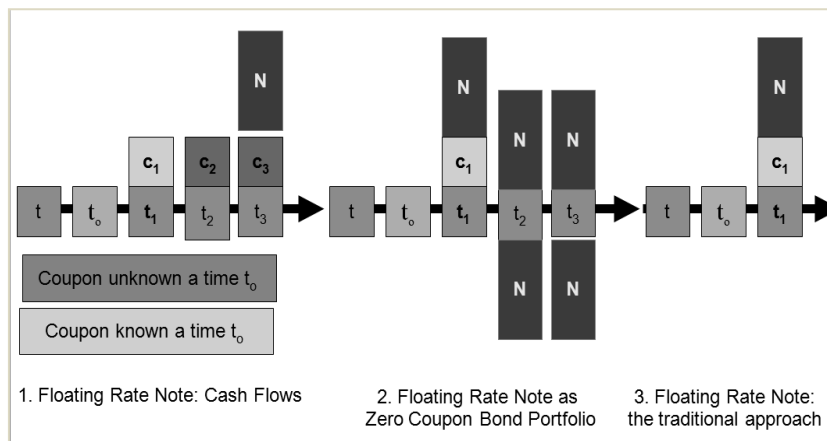 N
N
N
N
N
c₁
c₂
c₃
c₁
N
N
c₁
t
tₒ
t₁
t₂
t₃
t
tₒ
t₁
t₂
t₃
t
tₒ
t₁
Coupon unknown a time tₒ
Coupon known a time tₒ
1. Floating Rate Note: Cash Flows
2. Floating Rate Note as
Zero Coupon Bond Portfolio
3. Floating Rate Note:
the traditional approach